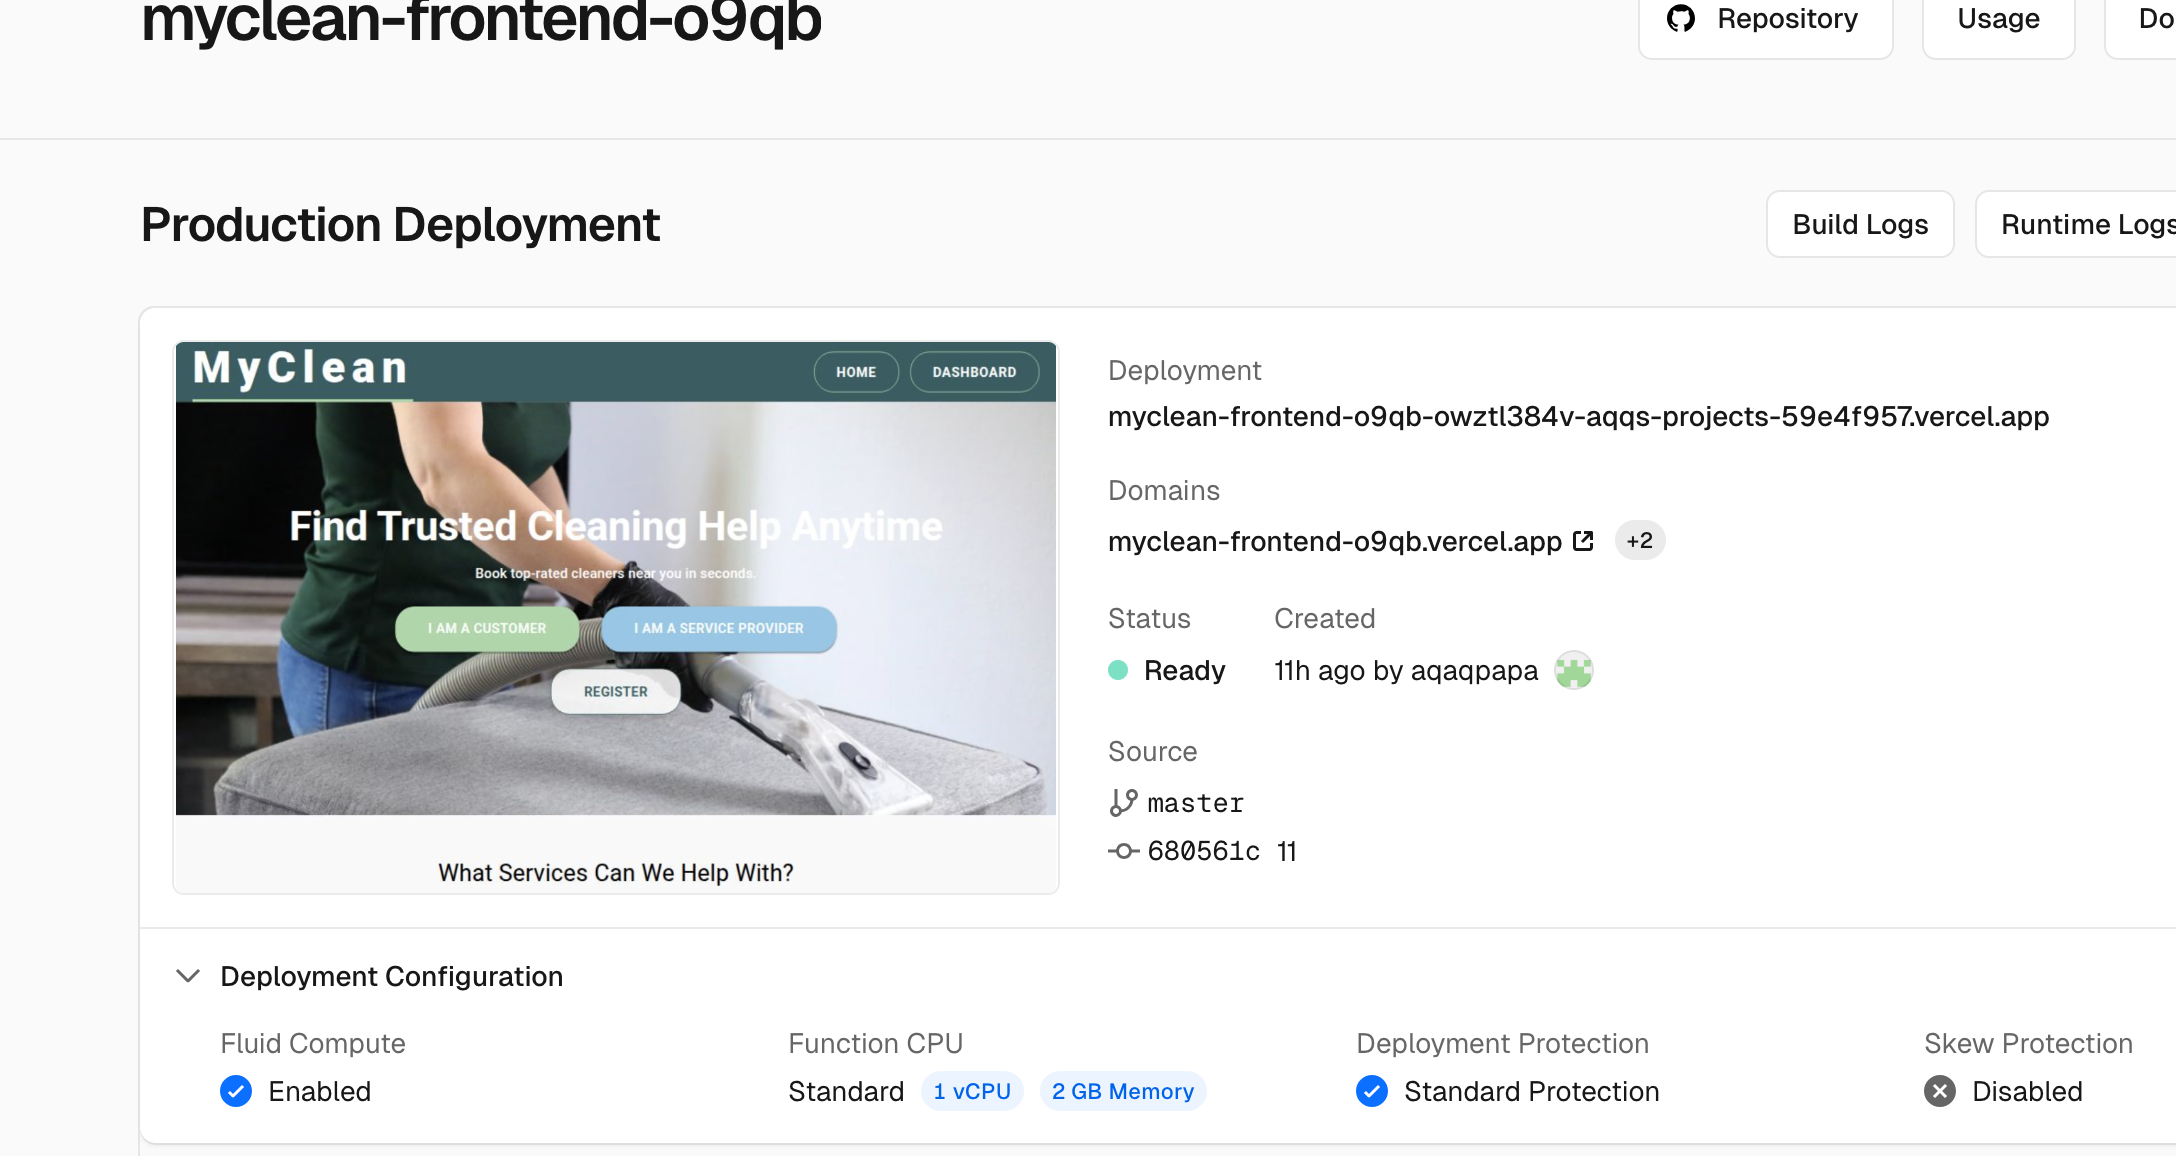 myclean-frontend-o9qb
Repository
Usage
Do
Production Deployment
Build Logs
Runtime Logs
MyClean
HOME
DASHBOARD
Find Trusted Cleaning Help Anytime
Book top-rated cleaners near you in seconds.
I AM A CUSTOMER
I AM A SERVICE PROVIDER
REGISTER
What Services Can We Help With?
Deployment
myclean-frontend-o9qb-owztl384v-aqqs-projects-59e4f957.vercel.app
Domains
myclean-frontend-o9qb.vercel.app +2
Status Created
Ready 11h ago by aqaqpapa
Source
master
680561c 11
Deployment Configuration
Fluid Compute
Enabled
Function CPU
Standard 1 vCPU 2 GB Memory
Deployment Protection
Standard Protection
Skew Protection
Disabled